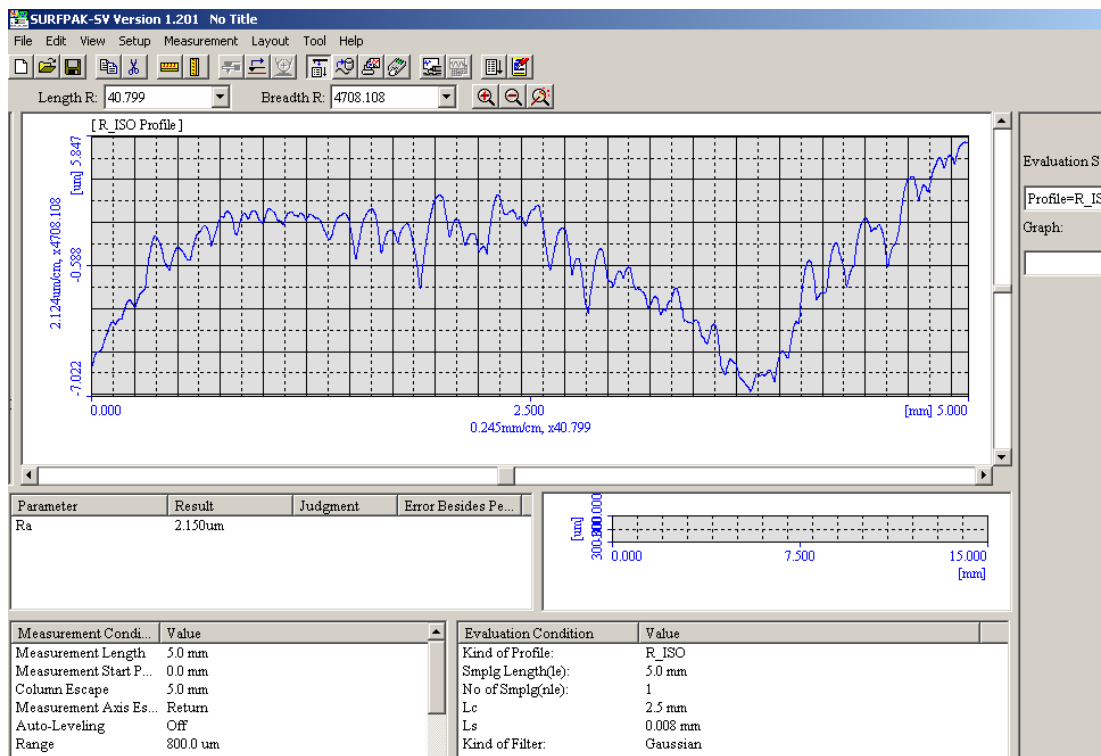 SURFPAK-SV Version 1.201 No Title
File Edit View Setup Measurement Layout Tool Help
Length R: 40.799 Breadth R: 4708.108
[ R_ISO Profile ]
[um] 5.847
-0.588
-7.022
2.124um/cm, x4708.108
0.000 2.500 [mm] 5.000
0.245mm/cm, x40.799
Evaluation S
Profile=R_IS
Graph:
Parameter Result Judgment Error Besides Pe...
Ra 2.150um
[um]
0.000 7.500 15.000
[mm]
Measurement Condi... Value
Measurement Length 5.0 mm
Measurement Start P... 0.0 mm
Column Escape 5.0 mm
Measurement Axis Es... Return
Auto-Leveling Off
Range 800.0 um
Evaluation Condition Value
Kind of Profile: R_ISO
Smplg Length(le): 5.0 mm
No of Smplg(nle): 1
Lc 2.5 mm
Ls 0.008 mm
Kind of Filter: Gaussian